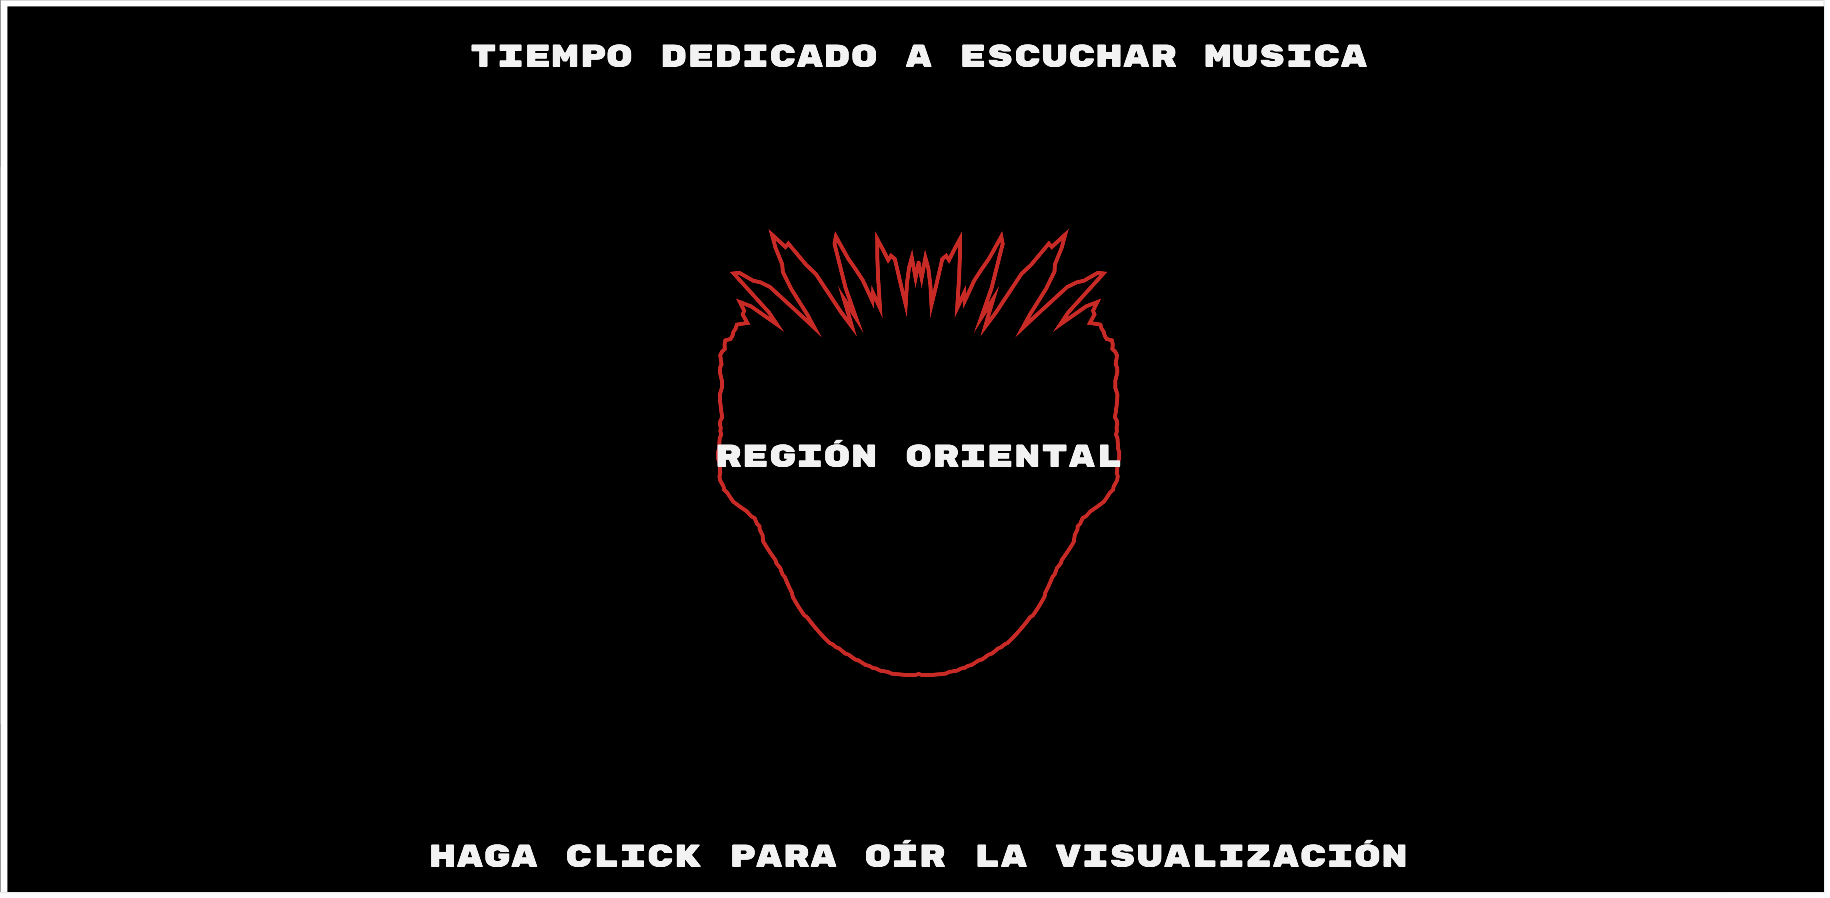 TIEMPO DEDICADO A ESCUCHAR MUSICA
REGIÓN ORIENTAL
HAGA CLICK PARA OÍR LA VISUALIZACIÓN